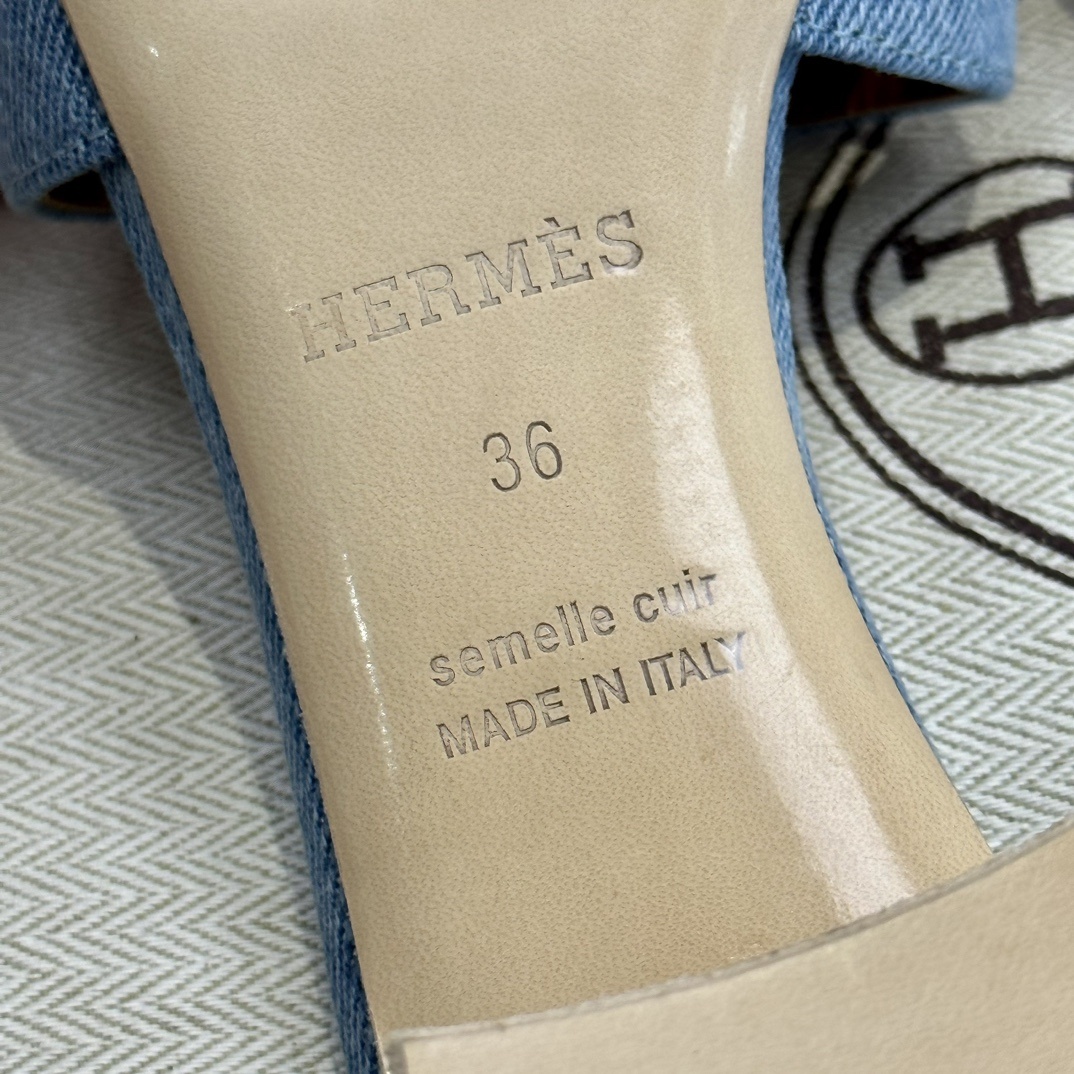 HERMÈS
36
semelle cuir
MADE IN ITALY
H